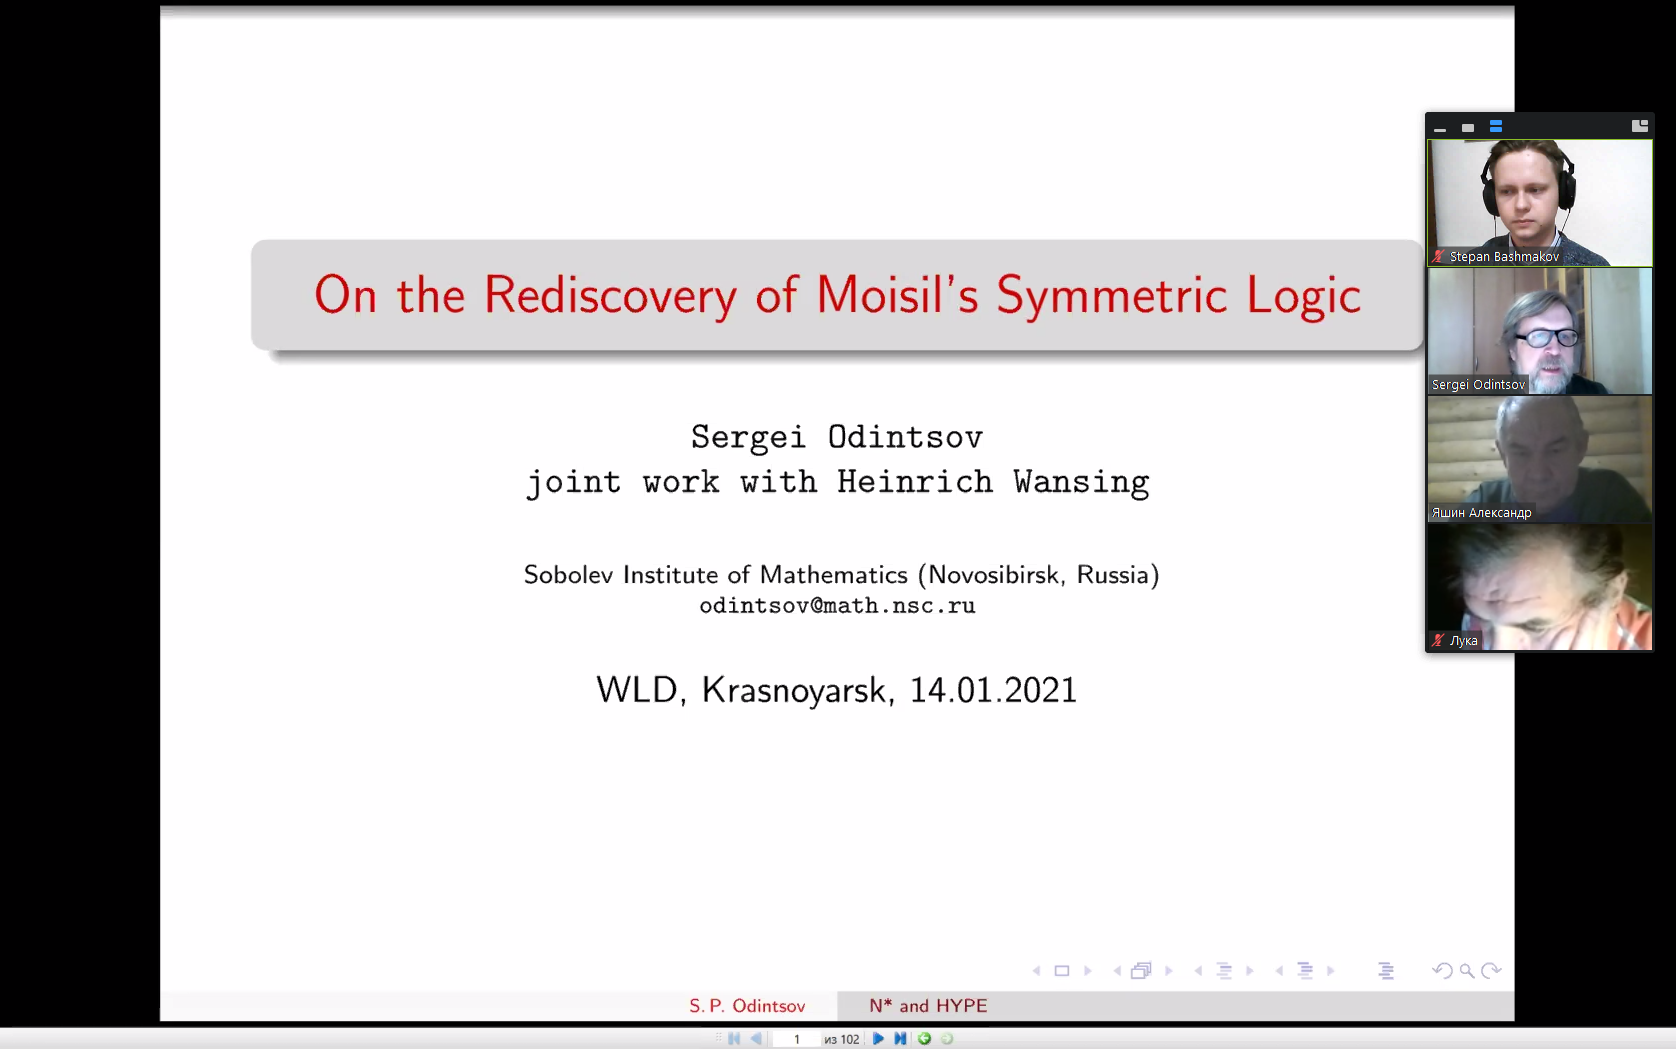 On the Rediscovery of Moisil's Symmetric Logic
Sergei Odintsov
joint work with Heinrich Wansing
Sobolev Institute of Mathematics (Novosibirsk, Russia)
odintsov@math.nsc.ru
WLD, Krasnoyarsk, 14.01.2021
S. P. Odintsov
N* and HYPE
1 из 102
Stepan Bashmakov
Sergei Odintsov
Яшин Александр
Лука